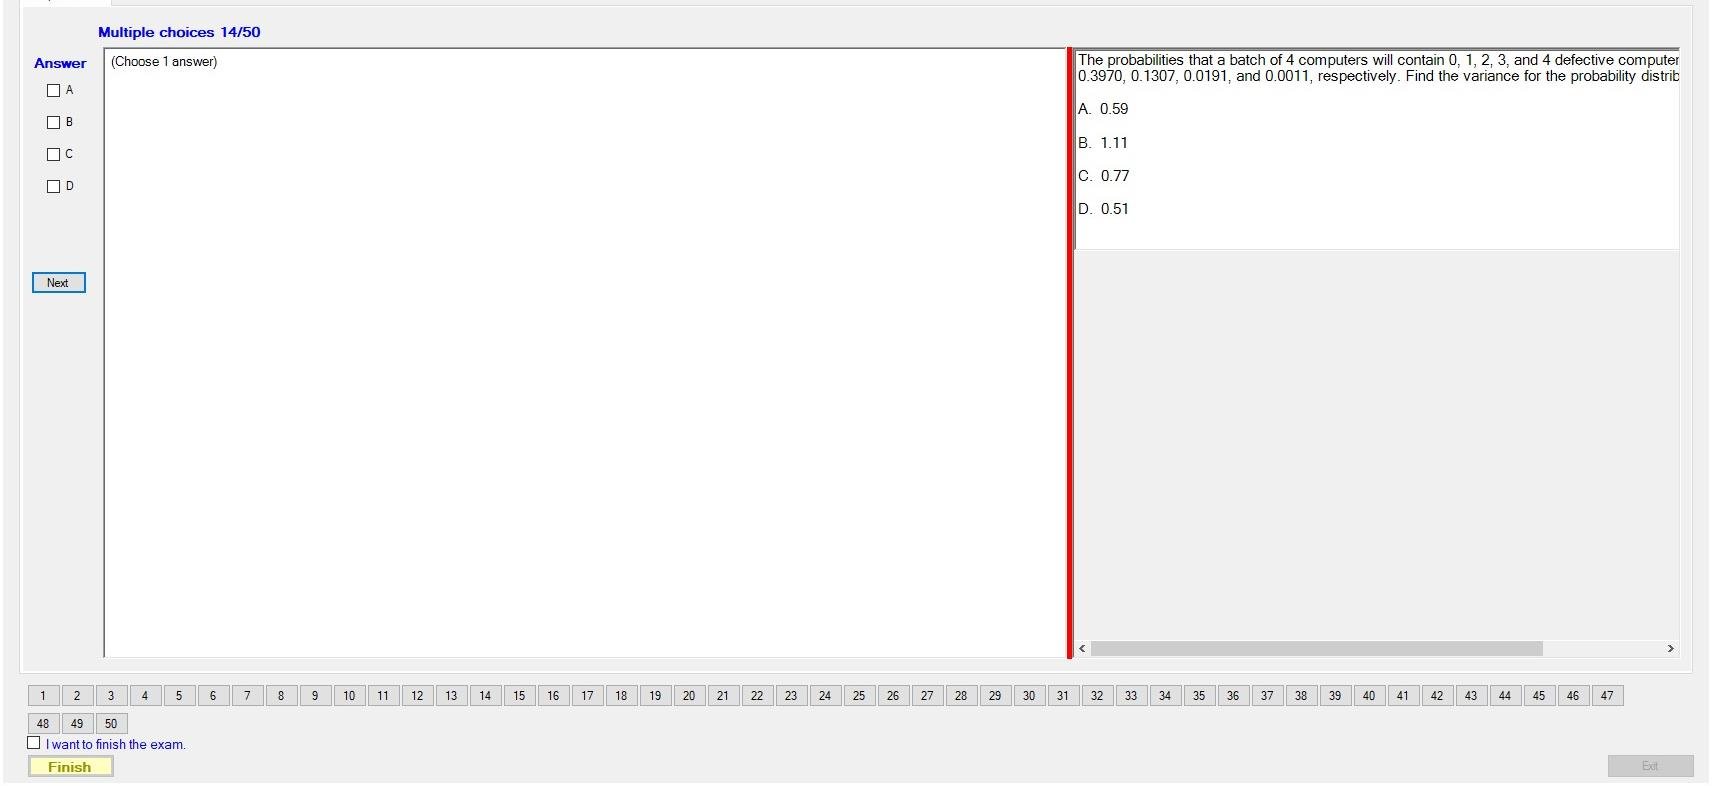 Multiple choices 14/50
Answer
(Choose 1 answer)
A
B
C
D
Next
The probabilities that a batch of 4 computers will contain 0, 1, 2, 3, and 4 defective computer
0.3970, 0.1307, 0.0191, and 0.0011, respectively. Find the variance for the probability distrib
A. 0.59
B. 1.11
C. 0.77
D. 0.51
1 2 3 4 5 6 7 8 9 10 11 12 13 14 15 16 17 18 19 20 21 22 23 24 25 26 27 28 29 30 31 32 33 34 35 36 37 38 39 40 41 42 43 44 45 46 47
48 49 50
I want to finish the exam.
Finish
Exit